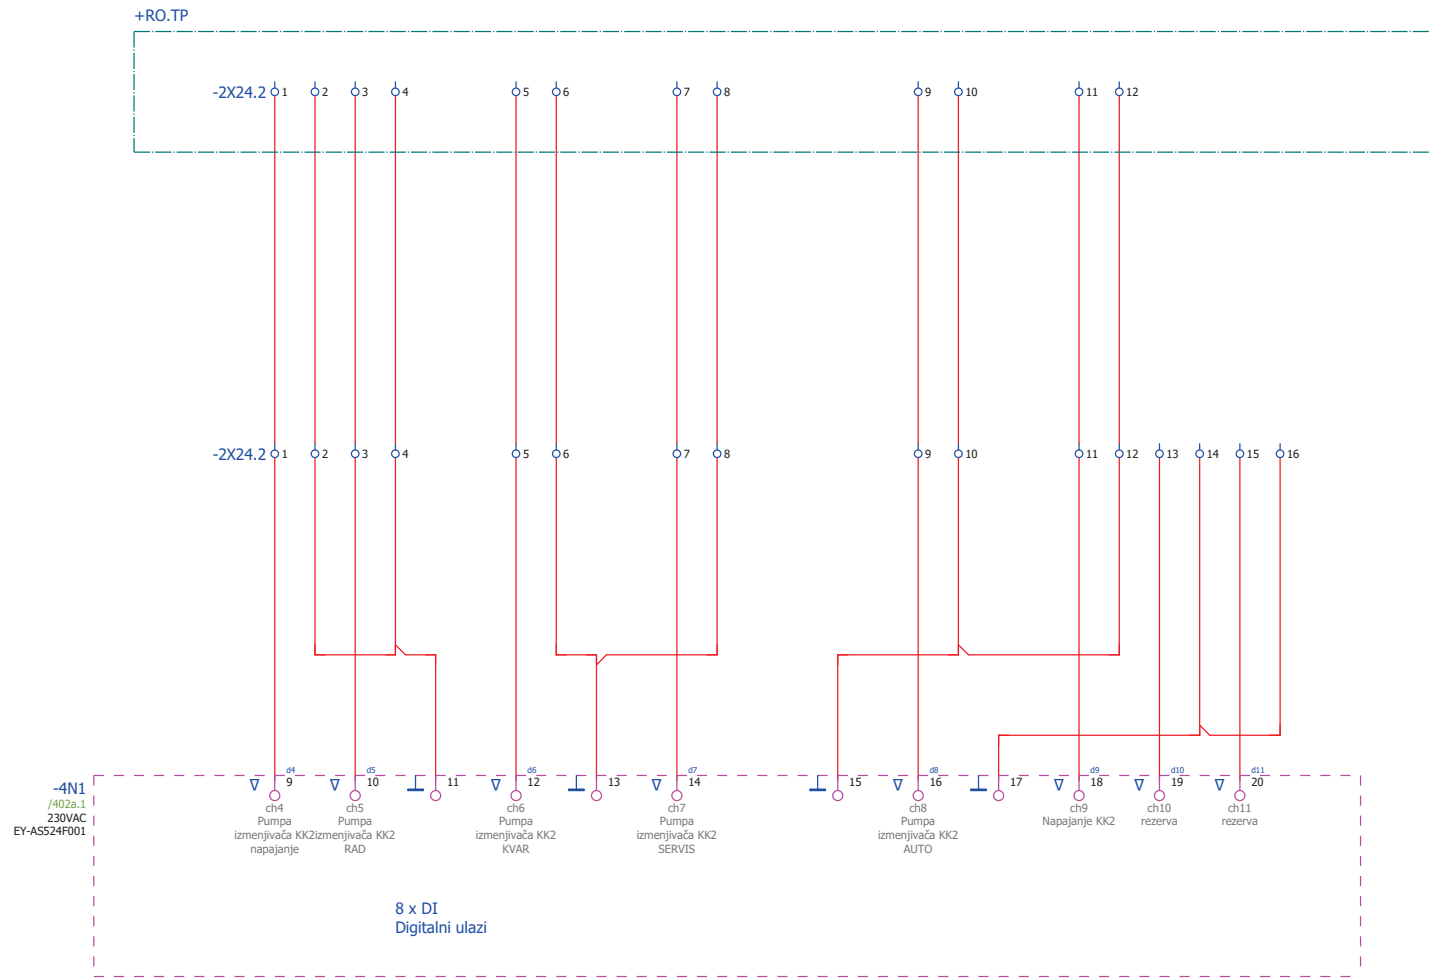 +RO.TP
-2X24.2 1 2 3 4 5 6 7 8 9 10 11 12
-2X24.2 1 2 3 4 5 6 7 8 9 10 11 12 13 14 15 16
d4 d5 d6 d7 d8 d9 d10 d11
9 10 11 12 13 14 15 16 17 18 19 20
-4N1
/402a.1
230VAC
EY-AS524F001
ch4
Pumpa
izmenjivača KK2
napajanje
ch5
Pumpa
izmenjivača KK2
RAD
ch6
Pumpa
izmenjivača KK2
KVAR
ch7
Pumpa
izmenjivača KK2
SERVIS
ch8
Pumpa
izmenjivača KK2
AUTO
ch9
Napajanje KK2
ch10
rezerva
ch11
rezerva
8 x DI
Digitalni ulazi